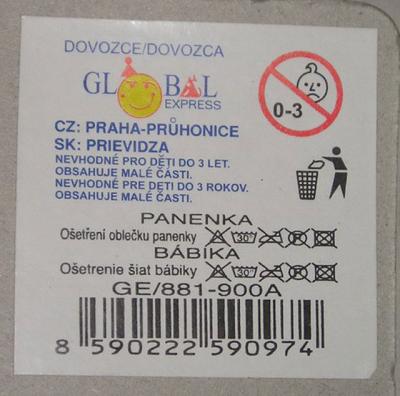 DOVOZCE/DOVOZCA
GLOBAL
EXPRESS
0-3
CZ: PRAHA-PRŮHONICE
SK: PRIEVIDZA
NEVHODNÉ PRO DĚTI DO 3 LET.
OBSAHUJE MALÉ ČÁSTI.
NEVHODNÉ PRE DETI DO 3 ROKOV.
OBSAHUJE MALÉ ČASTI.
PANENKA
Ošetření oblečku panenky 30°
BÁBIKA
Ošetrenie šiat bábiky 30°
GE/881-900A
8 590222 590974